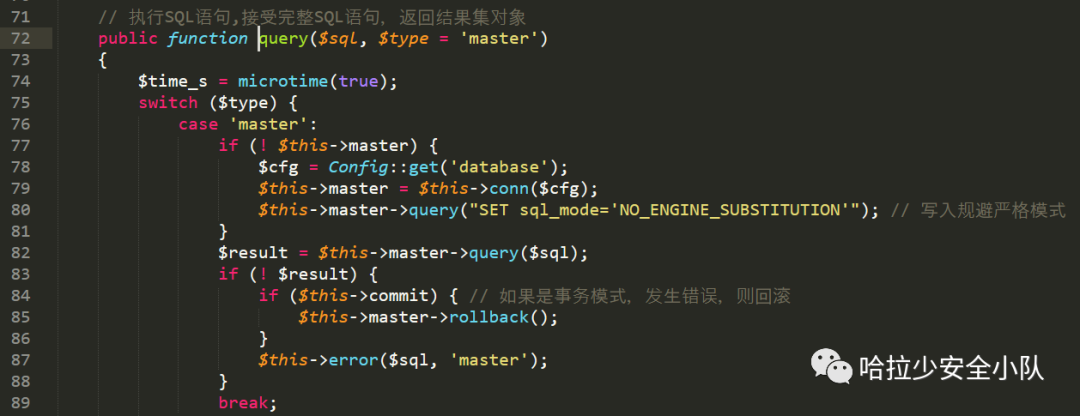 71 // 执行SQL语句,接受完整SQL语句，返回结果集对象
72 public function query($sql, $type = 'master')
73 {
74 $time_s = microtime(true);
75 switch ($type) {
76 case 'master':
77 if (! $this->master) {
78 $cfg = Config::get('database');
79 $this->master = $this->conn($cfg);
80 $this->master->query("SET sql_mode='NO_ENGINE_SUBSTITUTION'"); // 写入规避严格模式
81 }
82 $result = $this->master->query($sql);
83 if (! $result) {
84 if ($this->commit) { // 如果是事务模式，发生错误，则回滚
85 $this->master->rollback();
86 }
87 $this->error($sql, 'master');
88 }
89 break;
哈拉少安全小队